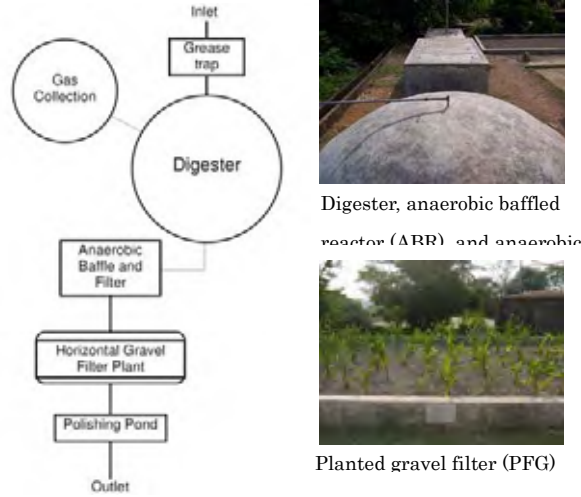 Inlet
Grease
trap
Gas
Collection
Digester
Anaerobic
Baffle and
Filter
Horizontal Gravel
Filter Plant
Polishing Pond
Outlet
Digester, anaerobic baffled
reactor (ABR), and anaerobic
Planted gravel filter (PFG)